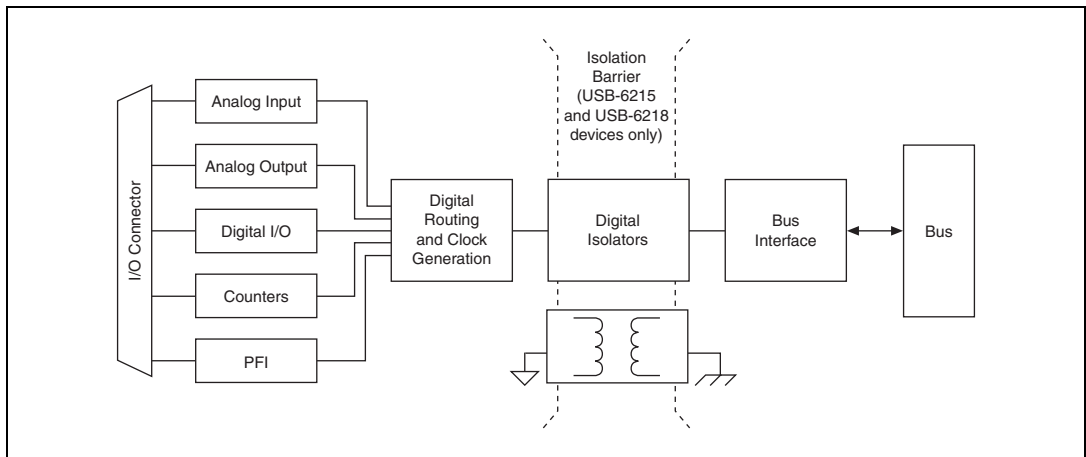 I/O Connector
Analog Input
Analog Output
Digital I/O
Counters
PFI
Digital
Routing
and Clock
Generation
Isolation
Barrier
(USB-6215
and USB-6218
devices only)
Digital
Isolators
Bus
Interface
Bus